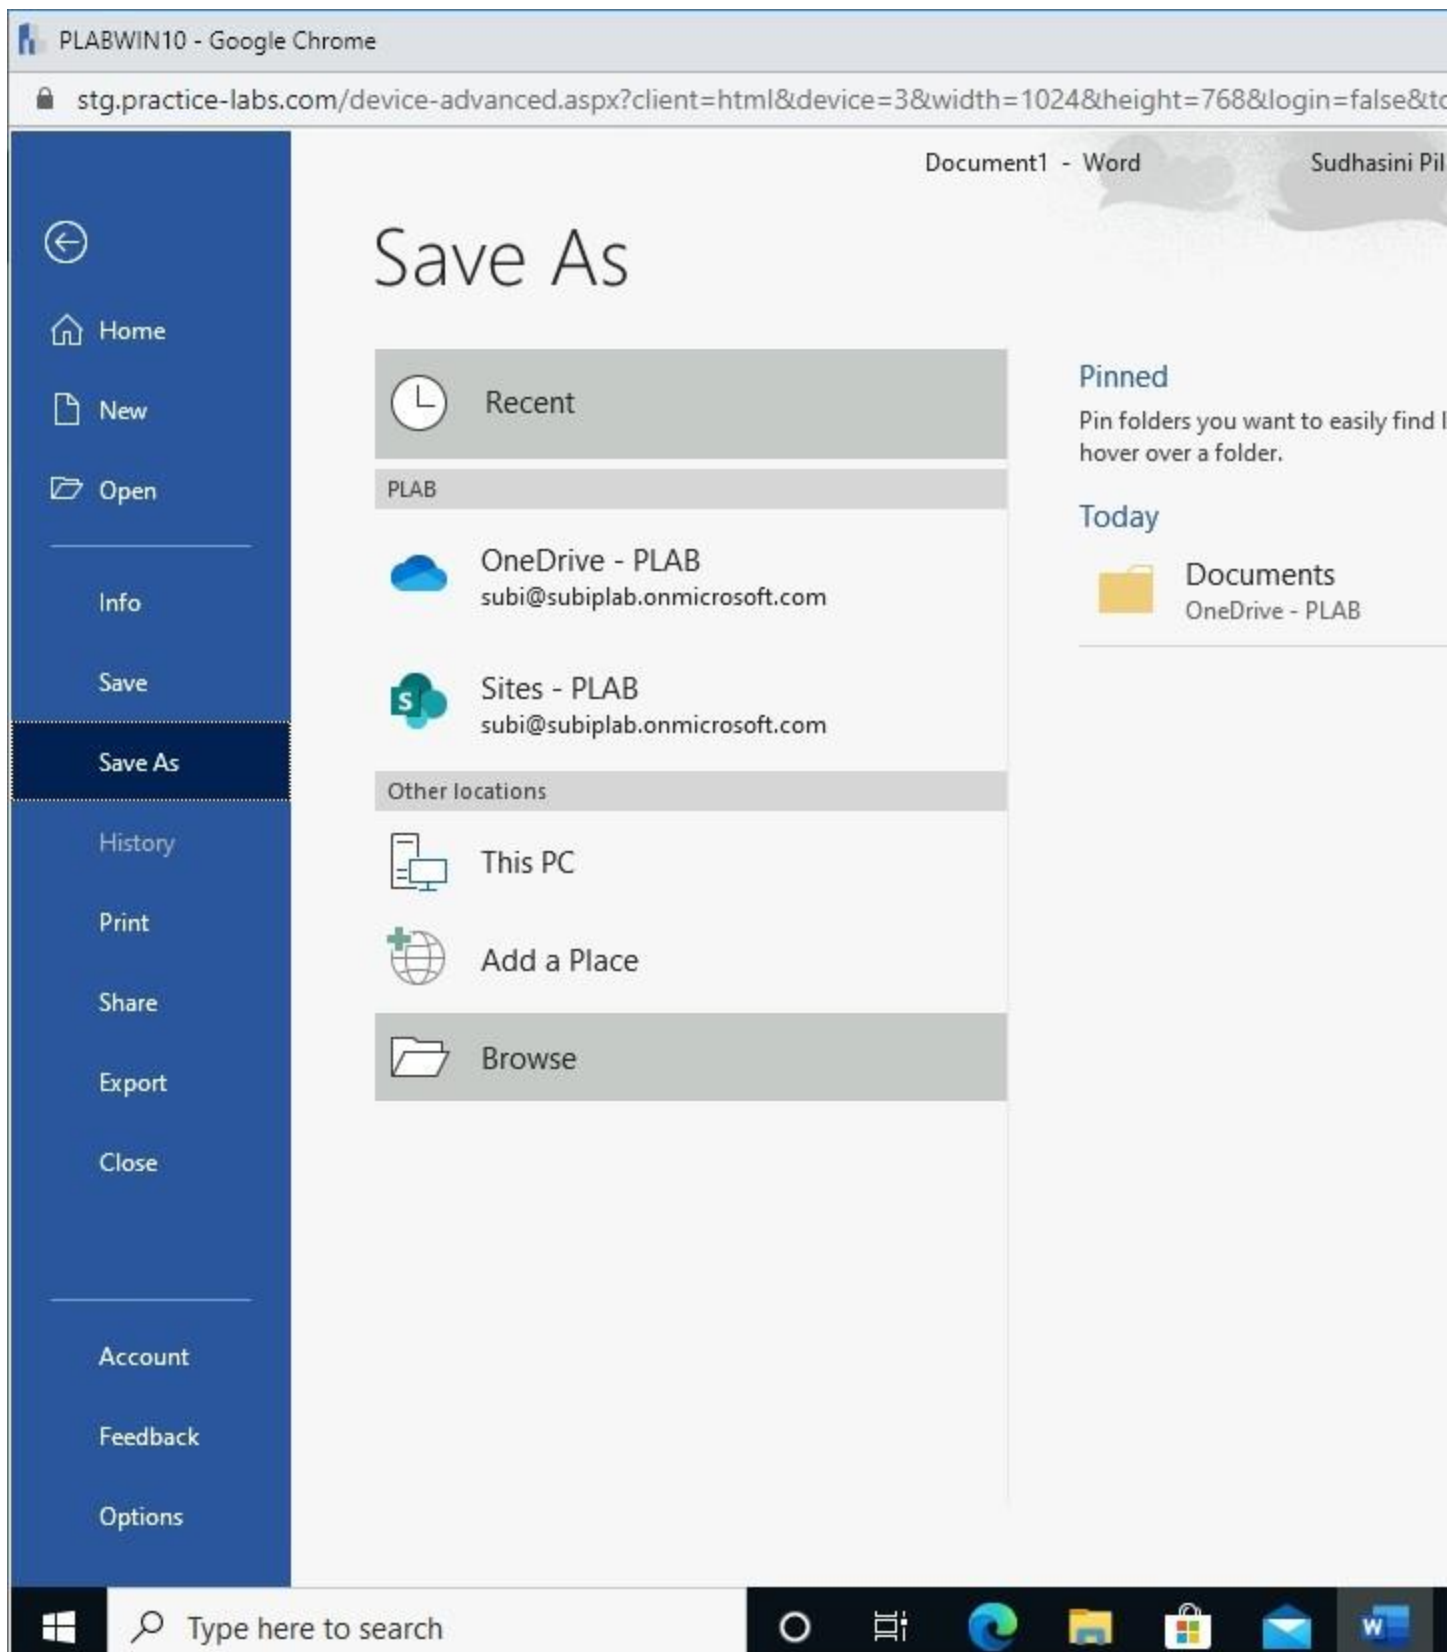 PLABWIN10 - Google Chrome
stg.practice-labs.com/device-advanced.aspx?client=html&device=3&width=1024&height=768&login=false&to
Document1 - Word
Sudhasini Pil
Save As
Home
New
Open
Info
Save
Save As
History
Print
Share
Export
Close
Account
Feedback
Options
Recent
PLAB
OneDrive - PLAB
subi@subiplab.onmicrosoft.com
S
Sites - PLAB
subi@subiplab.onmicrosoft.com
Other locations
This PC
Add a Place
Browse
Pinned
Pin folders you want to easily find l
hover over a folder.
Today
Documents
OneDrive - PLAB
Type here to search
W